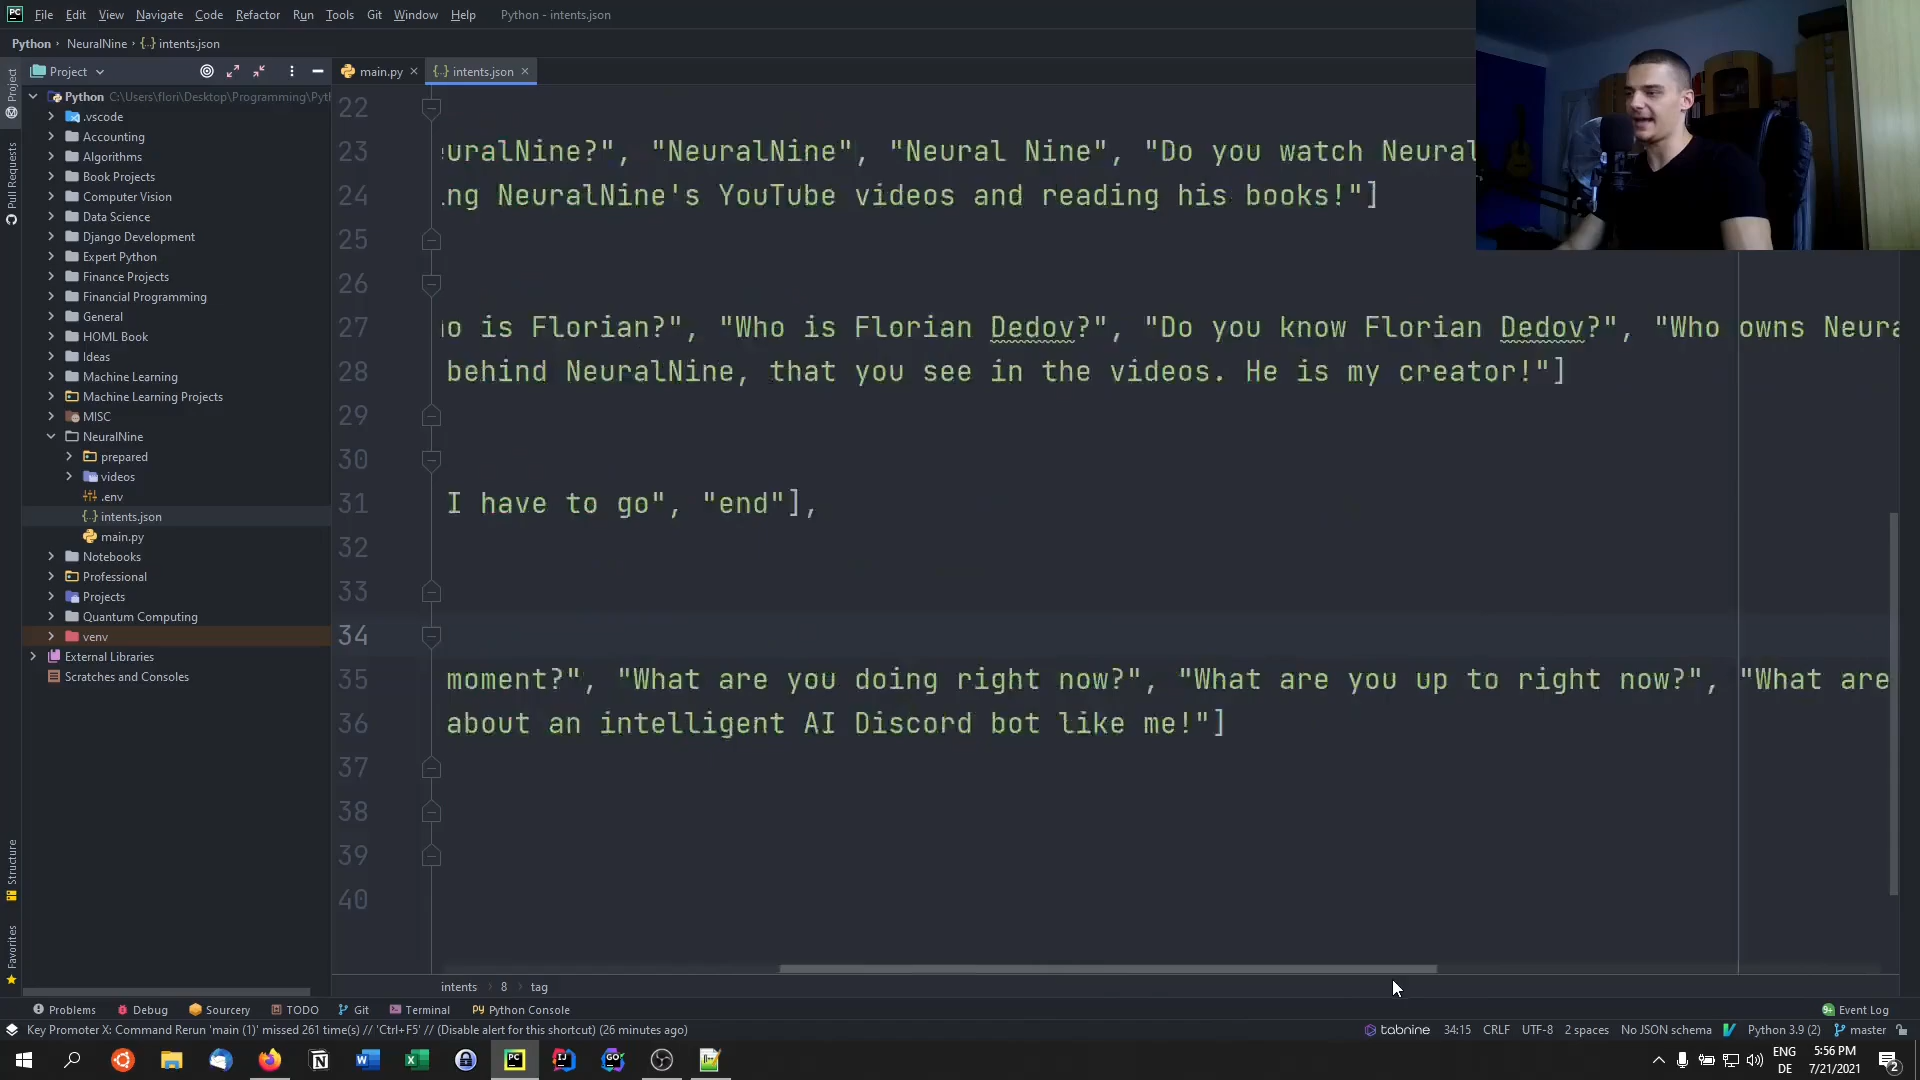 File Edit View Navigate Code Refactor Run Tools Git Window Help Python - intents.json
Python NeuralNine intents.json
Project
main.py intents.json
Python C:\Users\flori\Desktop\Programming\Pytl
.vscode
Accounting
Algorithms
Book Projects
Computer Vision
Data Science
Django Development
Expert Python
Finance Projects
Financial Programming
General
HOML Book
Ideas
Machine Learning
Machine Learning Projects
MISC
NeuralNine
prepared
videos
.env
intents.json
main.py
Notebooks
Professional
Projects
Quantum Computing
venv
External Libraries
Scratches and Consoles
Project
Pull Requests
Structure
Favorites
22
23 uralNine?", "NeuralNine", "Neural Nine", "Do you watch Neural
24 ng NeuralNine's YouTube videos and reading his books!"]
25
26
27 o is Florian?", "Who is Florian Dedov?", "Do you know Florian Dedov?", "Who owns Neura
28 behind NeuralNine, that you see in the videos. He is my creator!"]
29
30
31 I have to go", "end"],
32
33
34
35 moment?", "What are you doing right now?", "What are you up to right now?", "What are
36 about an intelligent AI Discord bot like me!"]
37
38
39
40
intents 8 tag
Problems Debug Sourcery TODO Git Terminal Python Console Event Log
Key Promoter X: Command Rerun 'main (1)' missed 261 time(s) // 'Ctrl+F5' // (Disable alert for this shortcut) (26 minutes ago) tabnine 34:15 CRLF UTF-8 2 spaces No JSON schema Python 3.9 (2) master
ENG 5:56 PM
DE 7/21/2021 2